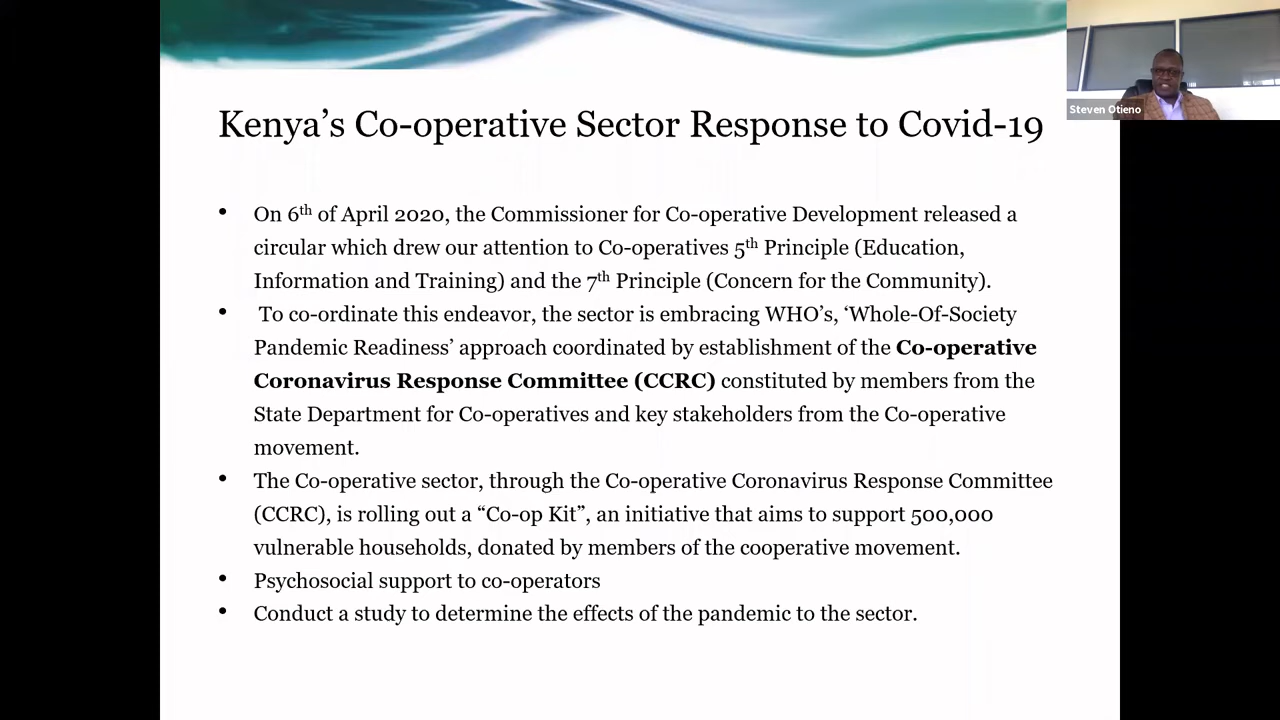 Kenya’s Co-operative Sector Response to Covid-19
Steven Otieno
• On 6th of April 2020, the Commissioner for Co-operative Development released a
circular which drew our attention to Co-operatives 5th Principle (Education,
Information and Training) and the 7th Principle (Concern for the Community).
• To co-ordinate this endeavor, the sector is embracing WHO’s, ‘Whole-Of-Society
Pandemic Readiness’ approach coordinated by establishment of the Co-operative
Coronavirus Response Committee (CCRC) constituted by members from the
State Department for Co-operatives and key stakeholders from the Co-operative
movement.
• The Co-operative sector, through the Co-operative Coronavirus Response Committee
(CCRC), is rolling out a “Co-op Kit”, an initiative that aims to support 500,000
vulnerable households, donated by members of the cooperative movement.
• Psychosocial support to co-operators
• Conduct a study to determine the effects of the pandemic to the sector.